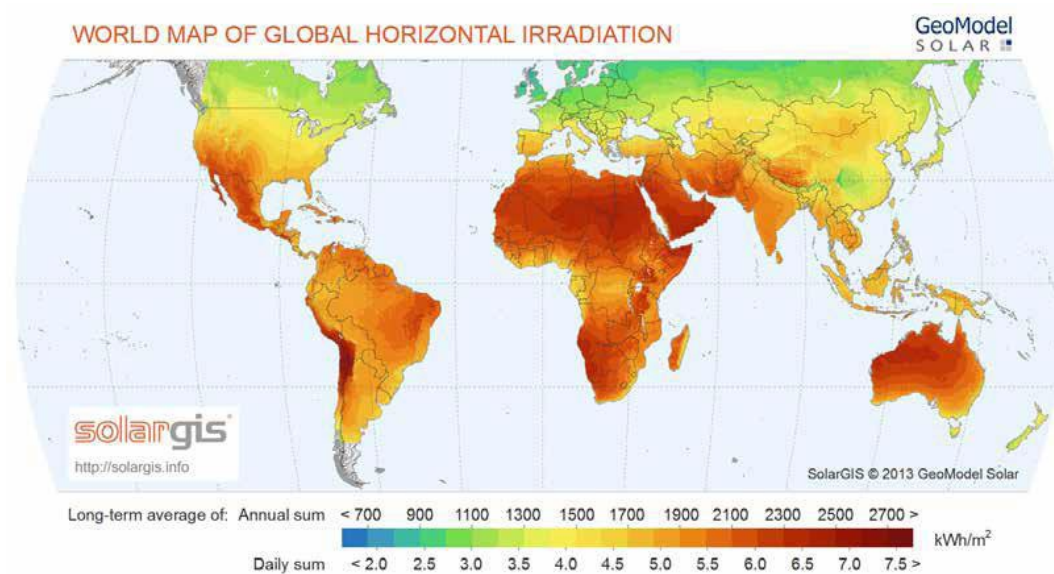 WORLD MAP OF GLOBAL HORIZONTAL IRRADIATION
GeoModel
SOLAR
solargis
http://solargis.info
SolarGIS © 2013 GeoModel Solar
Long-term average of: Annual sum < 700 900 1100 1300 1500 1700 1900 2100 2300 2500 2700 >
kWh/m²
Daily sum < 2.0 2.5 3.0 3.5 4.0 4.5 5.0 5.5 6.0 6.5 7.0 7.5 >